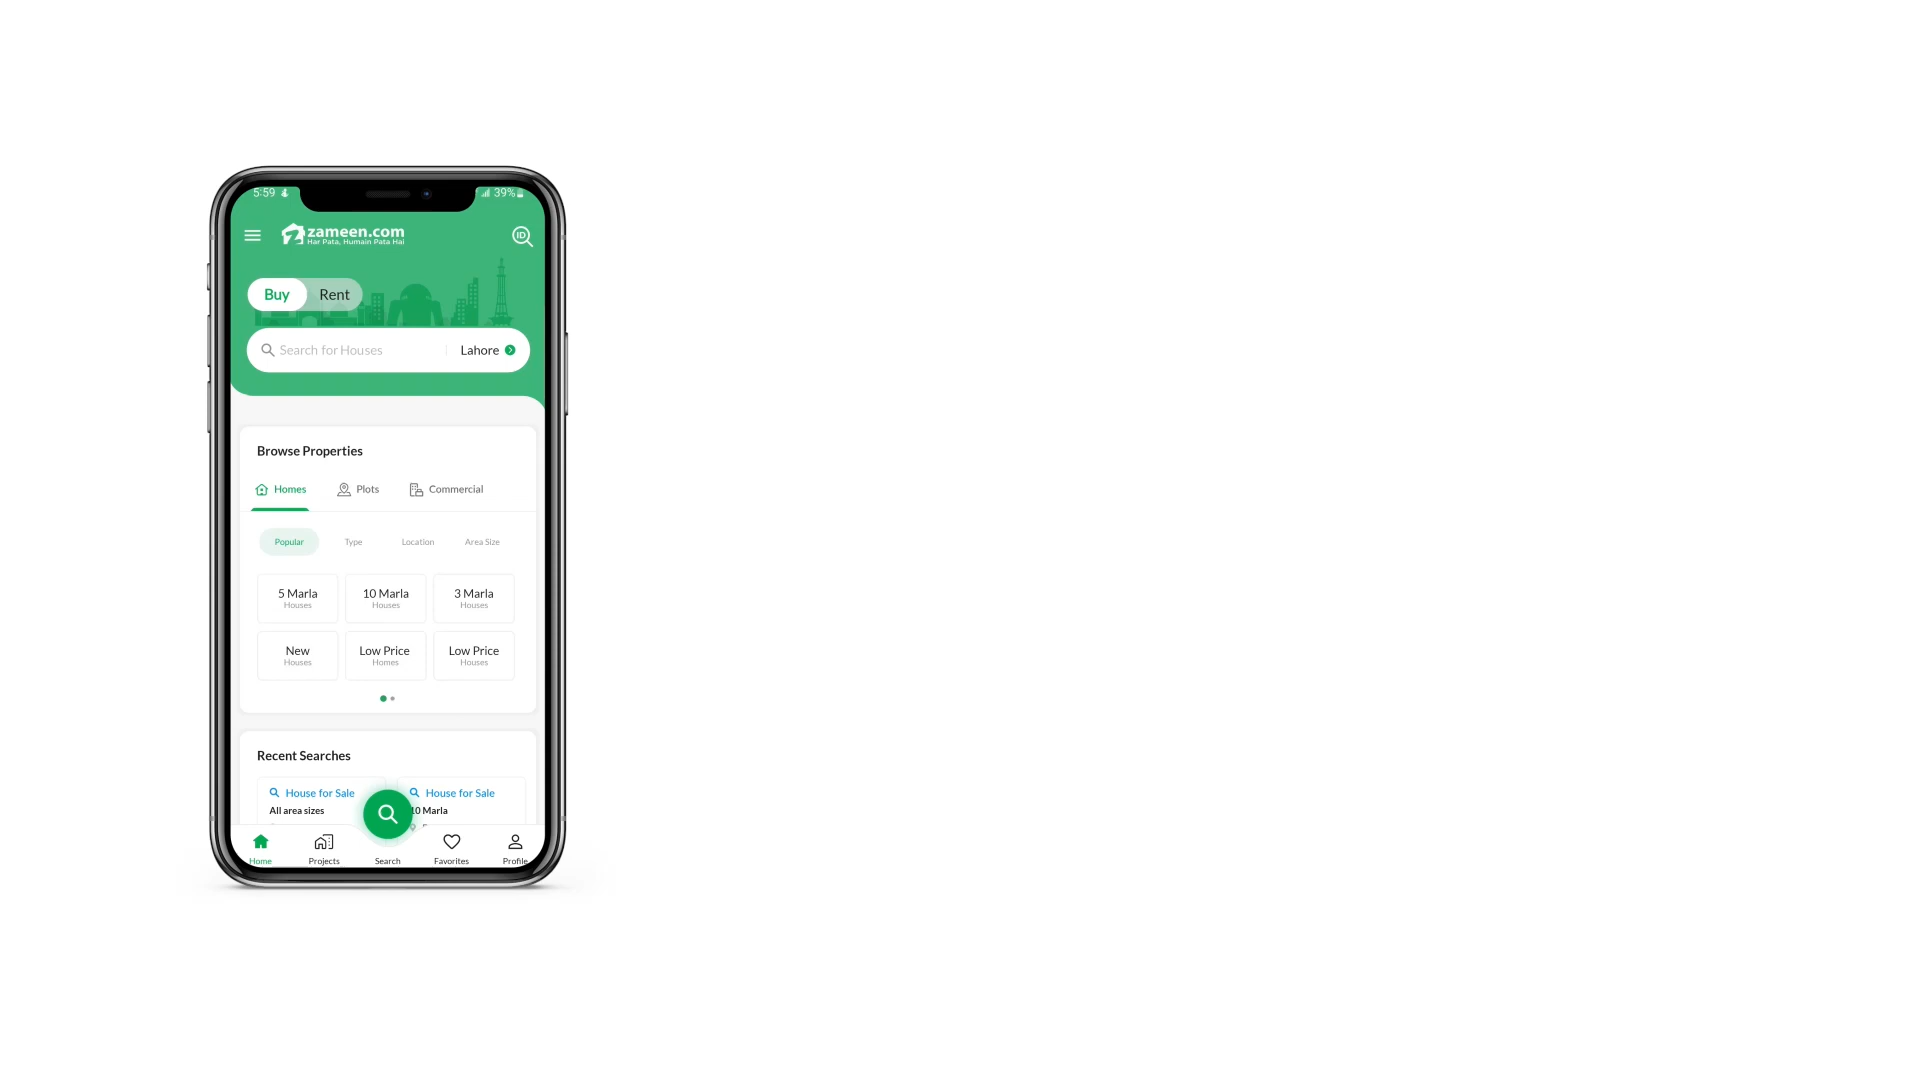 5:59
39%
zameen.com
Har Pata, Humain Pata Hai
ID
Buy Rent
Search for Houses Lahore
Browse Properties
Homes Plots Commercial
Popular Type Location Area Size
5 Marla 10 Marla 3 Marla
Houses Houses Houses
New Low Price Low Price
Houses Homes Houses
Recent Searches
House for Sale House for Sale
All area sizes 10 Marla
Home Projects Search Favorites Profile